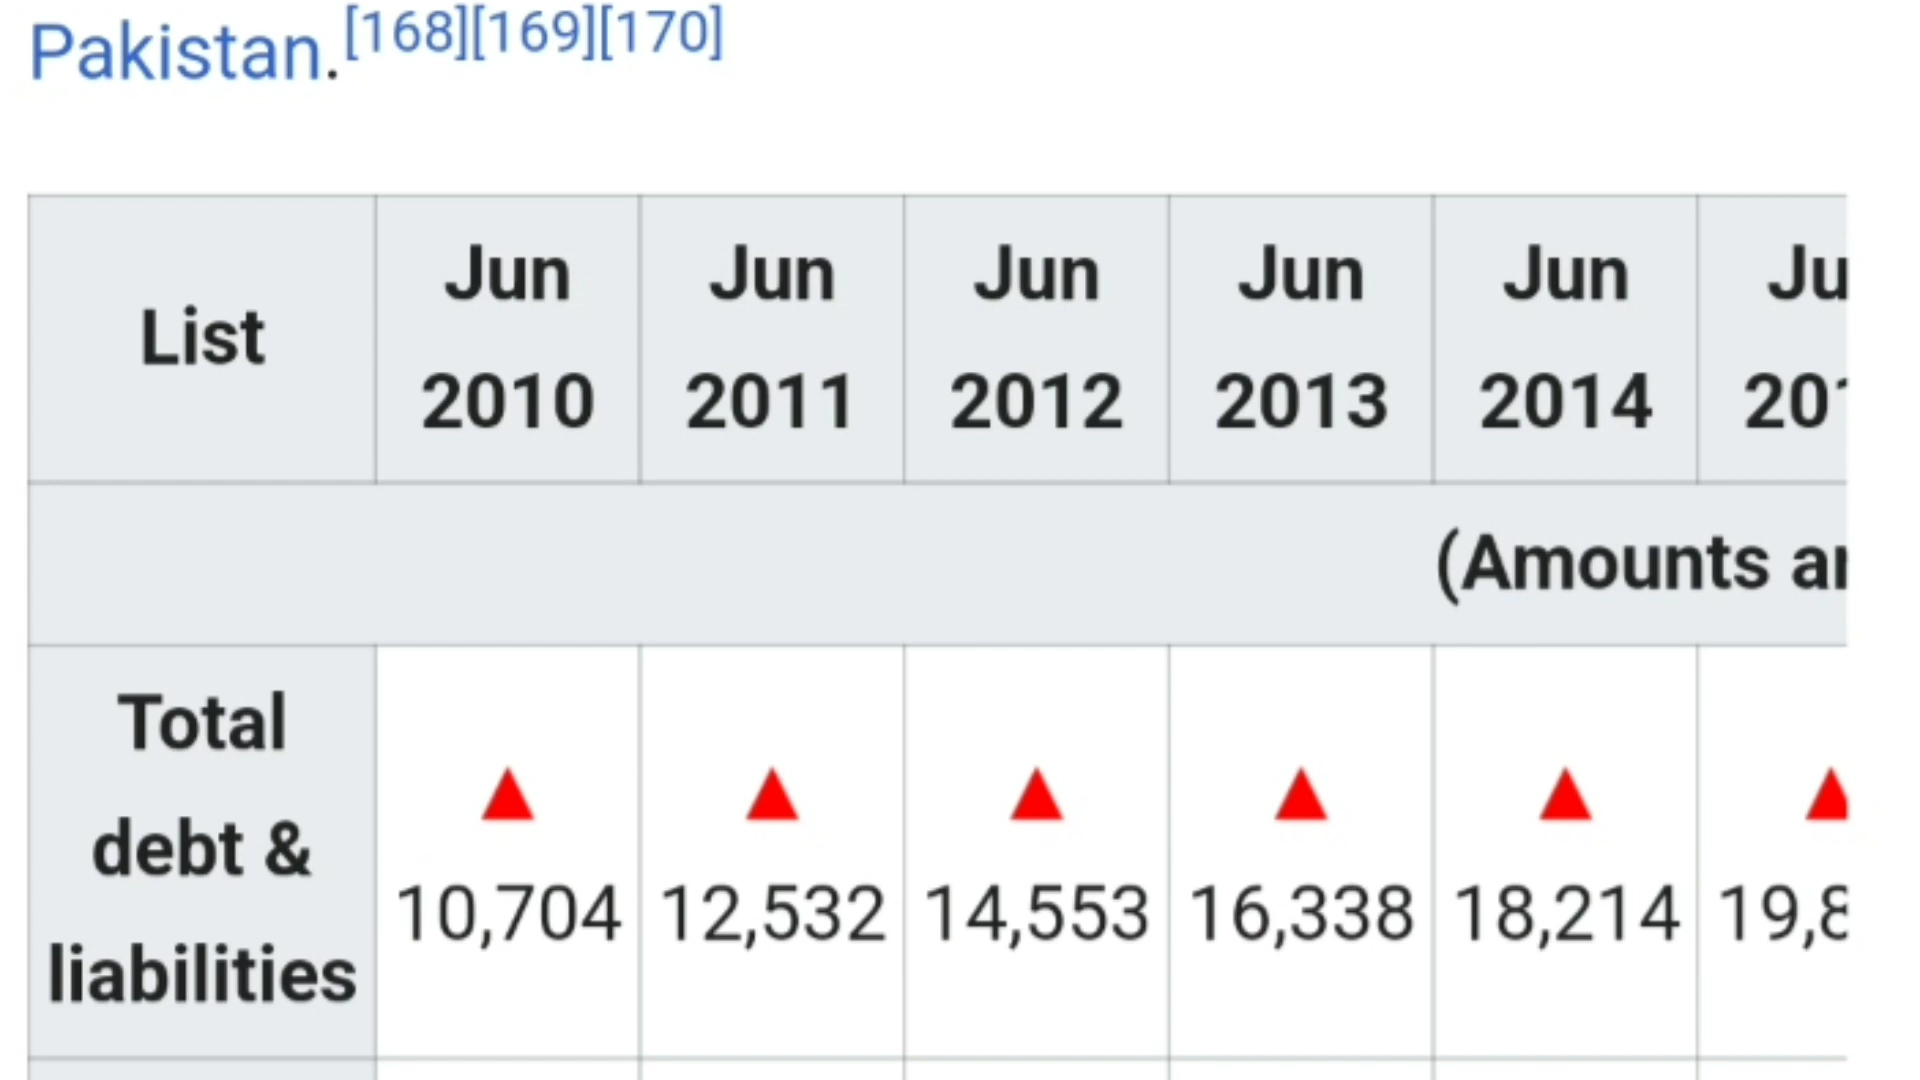 Pakistan.[168][169][170]
List Jun 2010 Jun 2011 Jun 2012 Jun 2013 Jun 2014
(Amounts
Total debt & liabilities ▲ 10,704 ▲ 12,532 ▲ 14,553 ▲ 16,338 ▲ 18,214 ▲